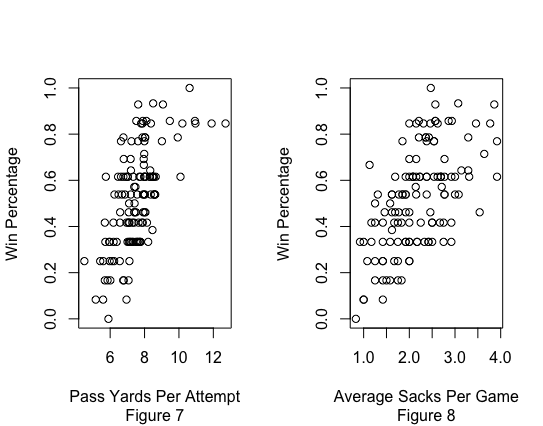 Win Percentage
0.0 0.2 0.4 0.6 0.8 1.0
6 8 10 12
Pass Yards Per Attempt
Figure 7
Win Percentage
0.0 0.2 0.4 0.6 0.8 1.0
1.0 2.0 3.0 4.0
Average Sacks Per Game
Figure 8